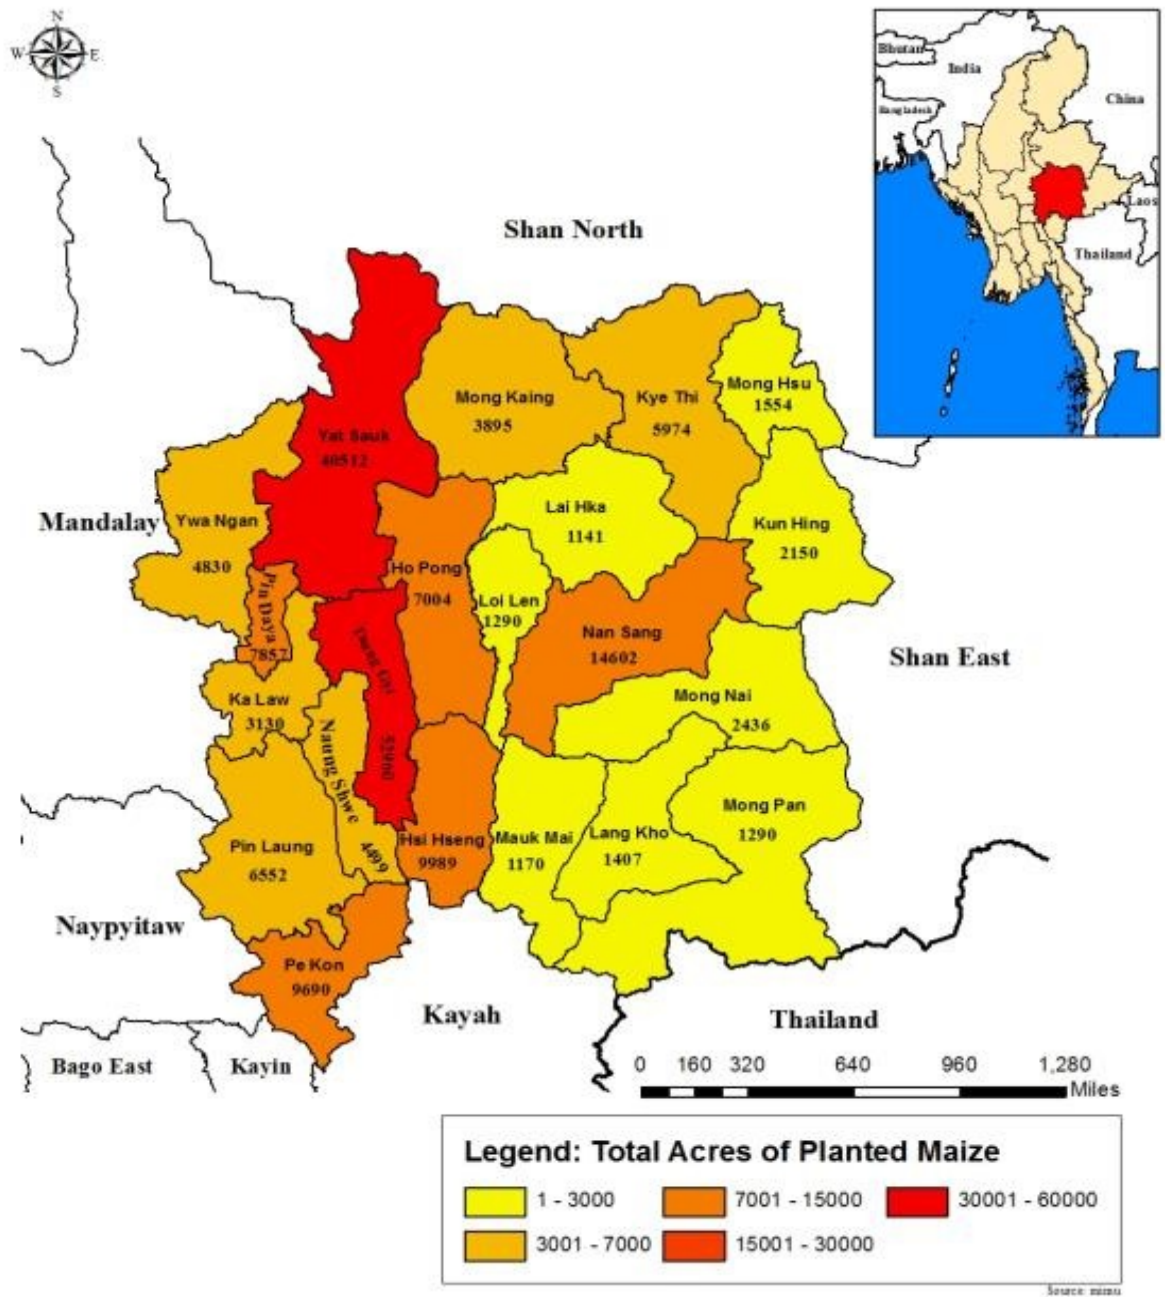 N
W
E
S
Bhutan
India
China
Bangladesh
Laos
Thailand
Shan North
Mong Hsu
1554
Mong Kaing
3895
Kye Thi
5974
Yat Sauk
40512
Lai Hka
1141
Mandalay
Ywa Ngan
4830
Kun Hing
2150
Ho Pong
7004
Pin Daya
7857
Loi Len
1290
Nan Sang
14602
Shan East
Ka Law
3130
Mong Nai
2436
Naung Shwe
4499
Mong Pan
1290
Pin Laung
6552
Hsi Hseng
9989
Mauk Mai
1170
Lang Kho
1407
Naypyitaw
Pe Kon
9690
Kayah
Thailand
Bago East
Kayin
0 160 320 640 960 1,280
Miles
Legend: Total Acres of Planted Maize
1 - 3000
7001 - 15000
30001 - 60000
3001 - 7000
15001 - 30000
Source: mimu